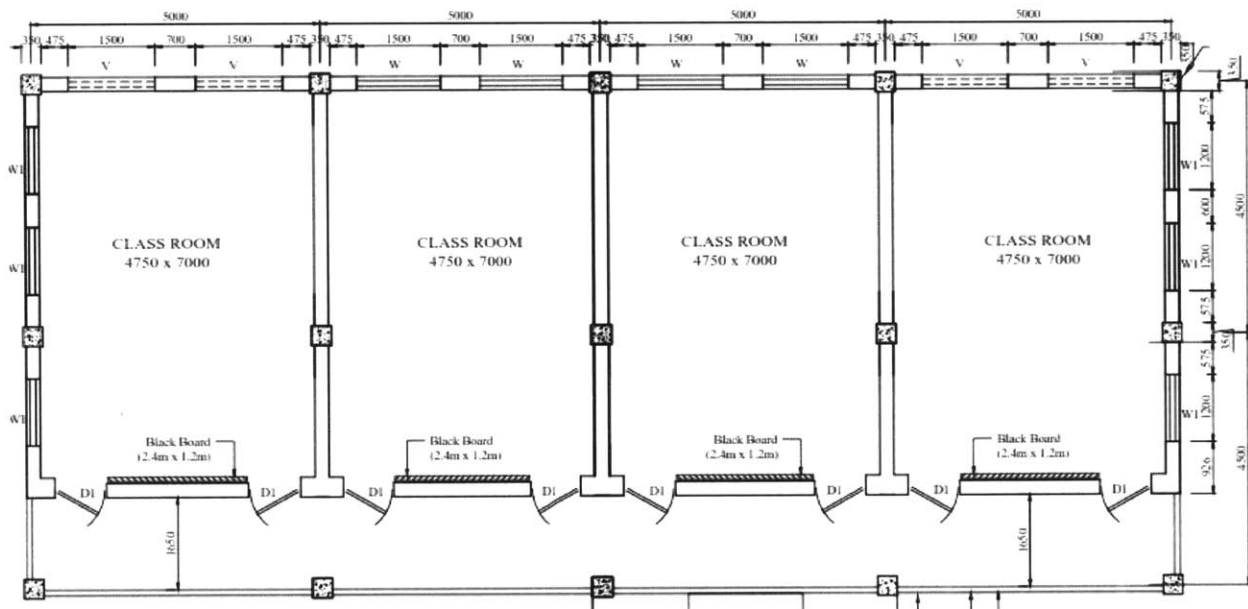 5000 5000 5000 5000
350 475 1500 700 1500 475 350 475 1500 700 1500 475 350 475 1500 700 1500 475 350 475 1500 700 1500 475 350
V V W W W W V V
350
350
575
W1 W1 1200
600
4500
CLASS ROOM CLASS ROOM CLASS ROOM CLASS ROOM
4750 x 7000 4750 x 7000 4750 x 7000 4750 x 7000
W1 W1 1200
575
350
575
W1 W1 1200
4500
Black Board Black Board Black Board Black Board
(2.4m x 1.2m) (2.4m x 1.2m) (2.4m x 1.2m) (2.4m x 1.2m)
926
D1 D1 D1 D1 D1 D1 D1 D1
1650 1650